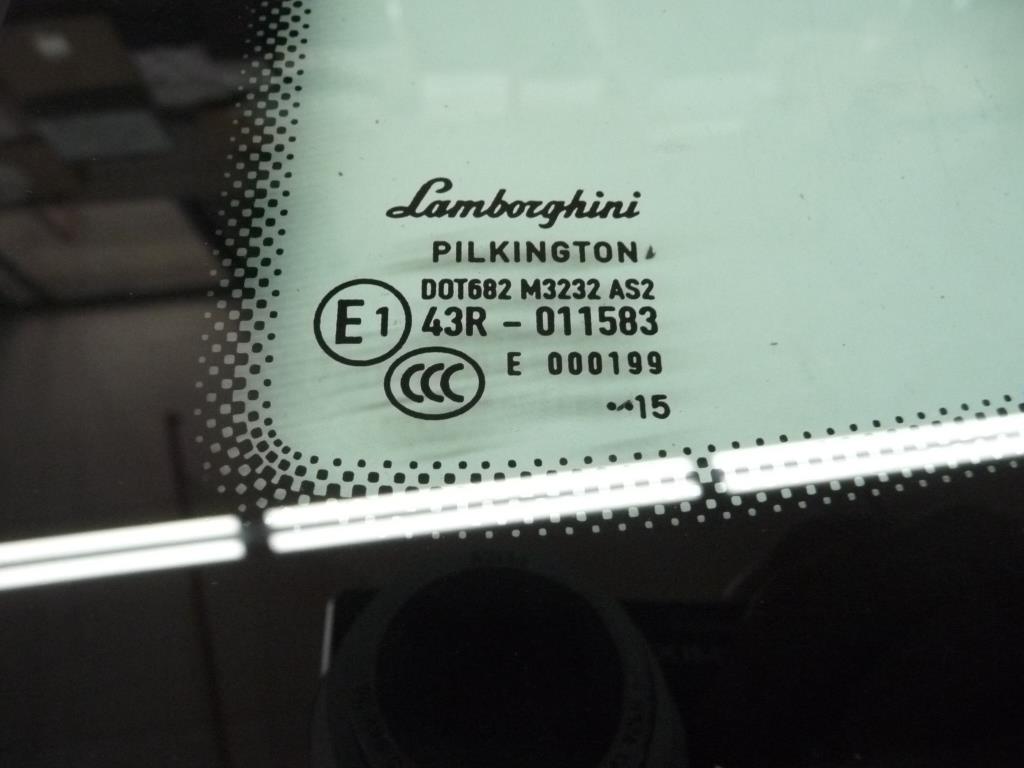 Lamborghini
PILKINGTON
DOT682 M3232 AS2
E1 43R - 011583
CCC E 000199
15